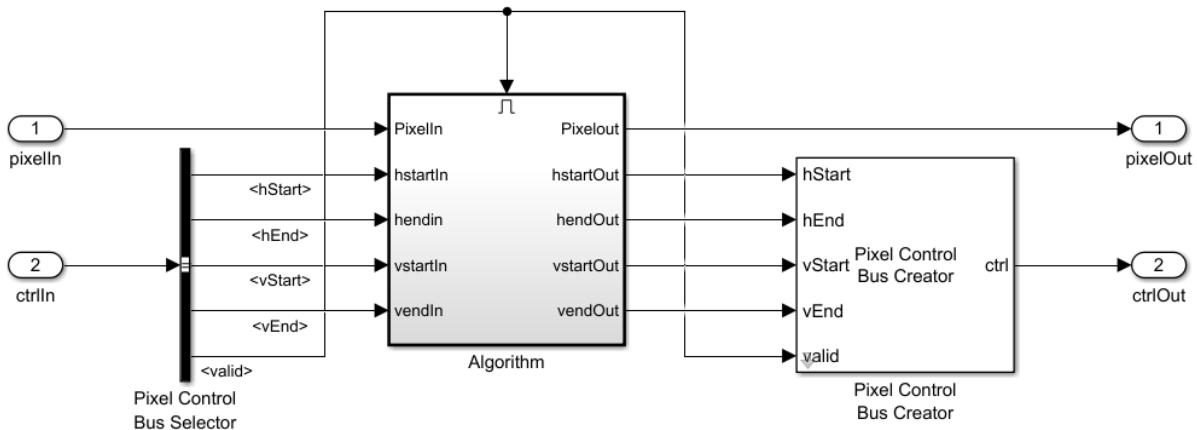 1
pixelIn
2
ctrlIn
<hStart>
<hEnd>
<vStart>
<vEnd>
<valid>
Pixel Control
Bus Selector
PixelIn
hstartIn
hendin
vstartIn
vendIn
Pixelout
hstartOut
hendOut
vstartOut
vendOut
Algorithm
hStart
hEnd
vStart
vEnd
valid
Pixel Control
Bus Creator
ctrl
Pixel Control
Bus Creator
1
pixelOut
2
ctrlOut